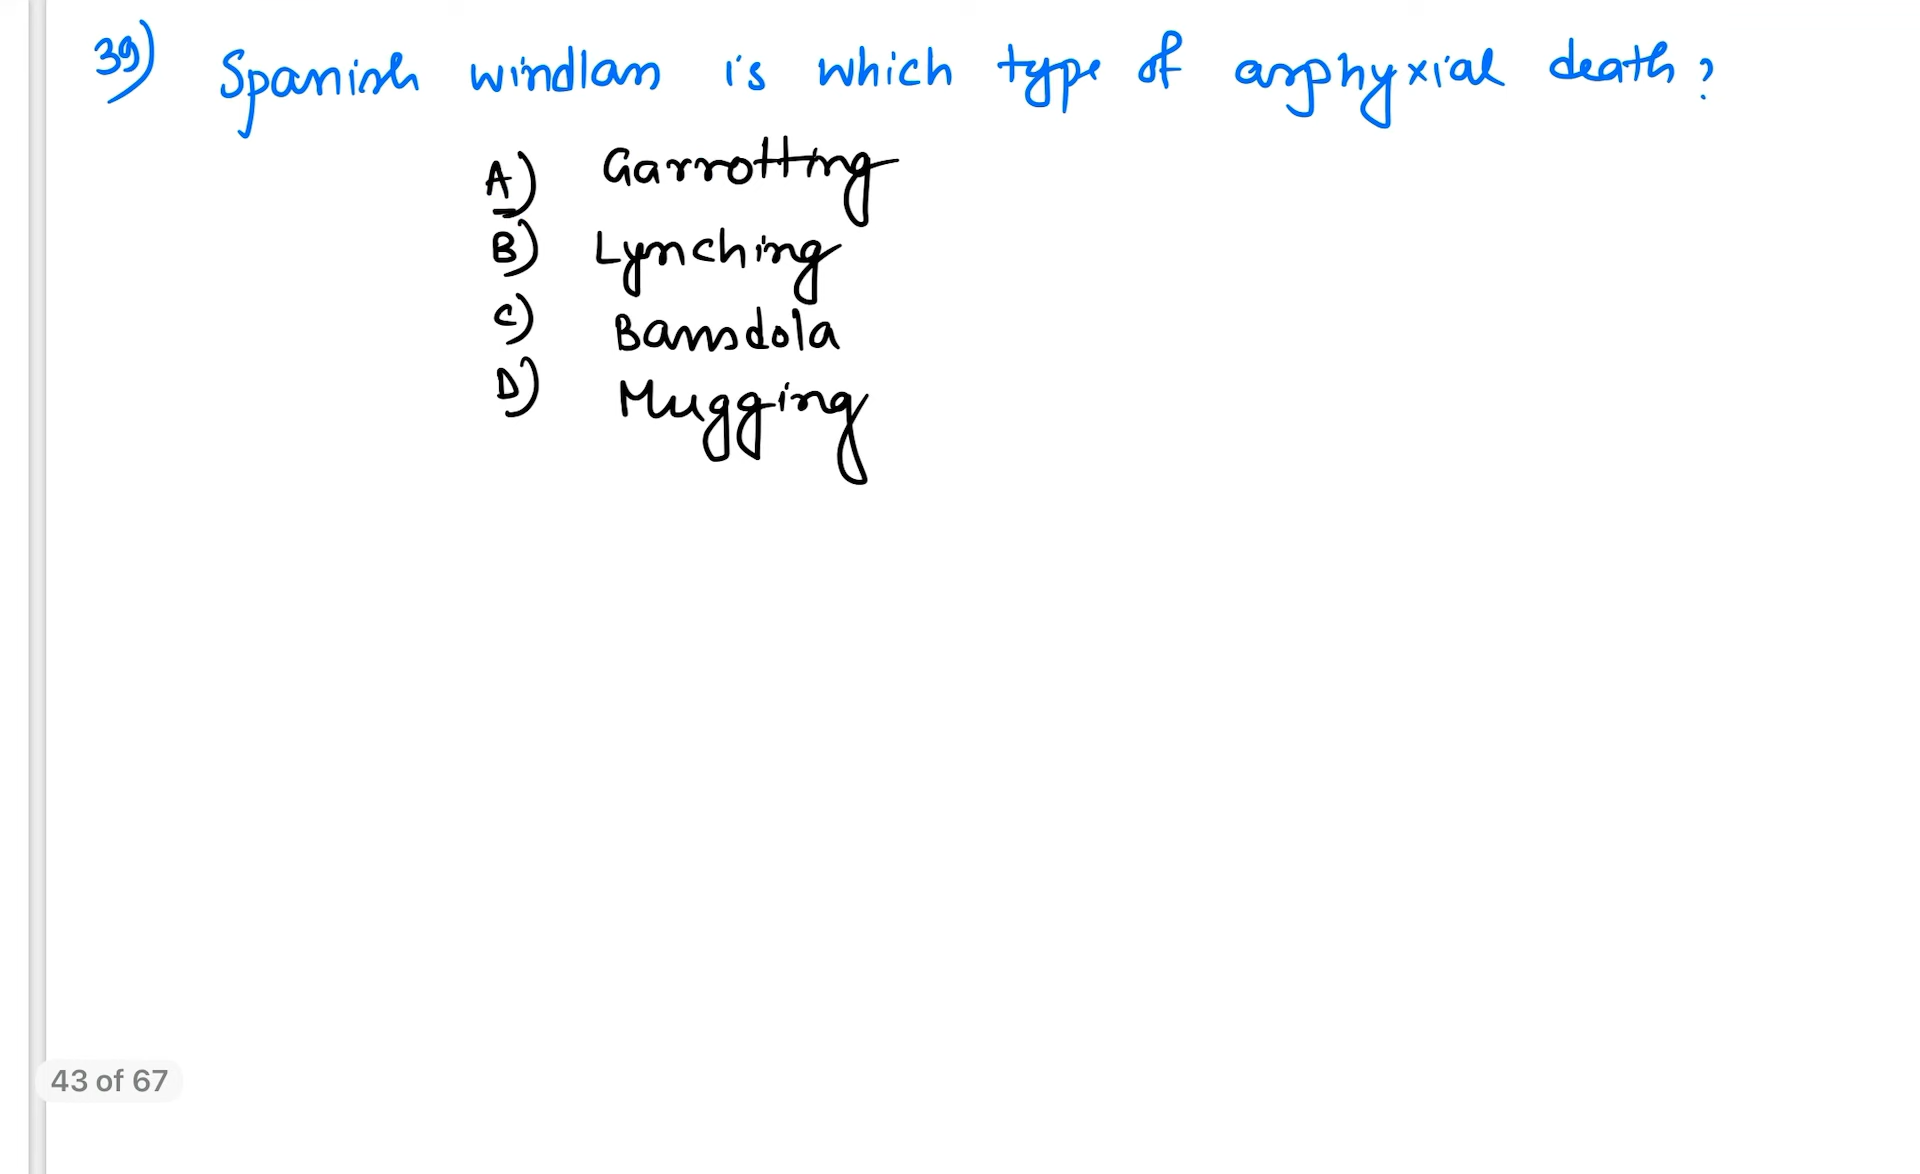 39) Spanish windlass is which type of asphyxial death?
A) Garrotting
B) Lynching
C) Bansdola
D) Mugging
43 of 67